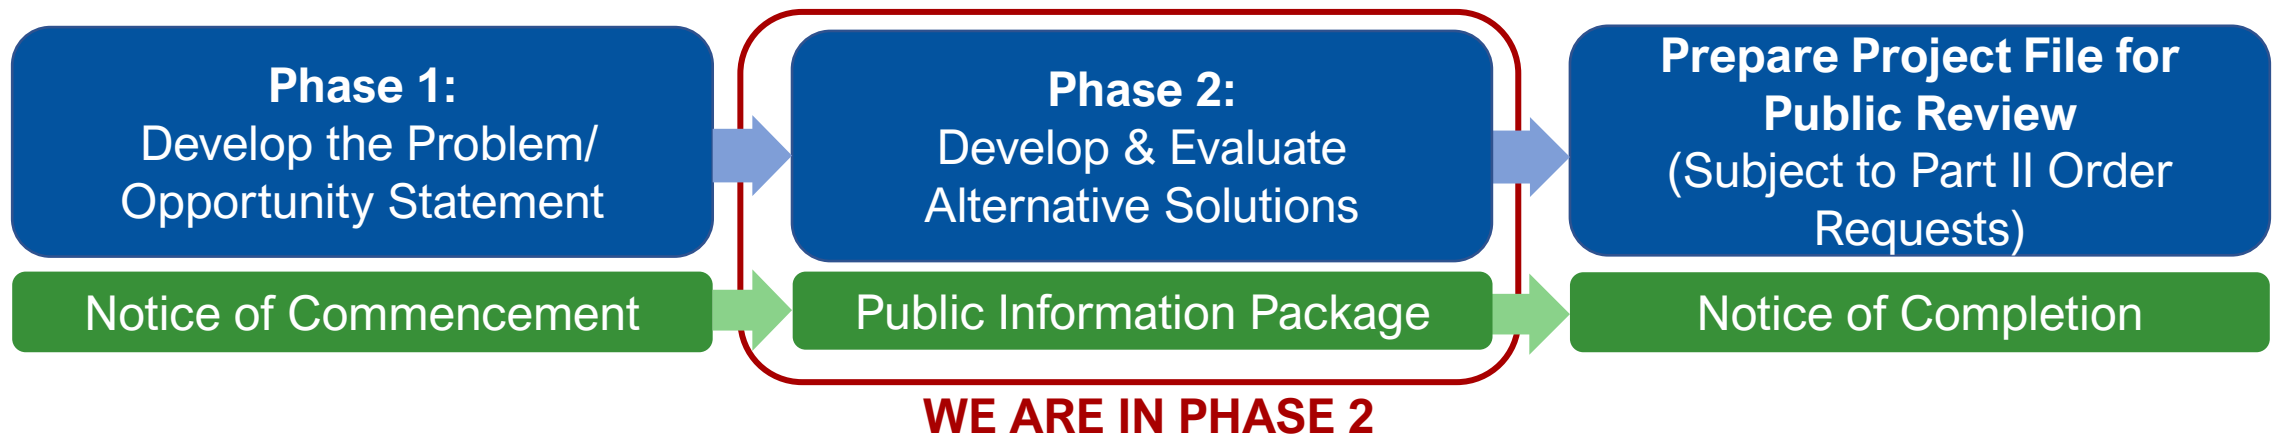 Phase 1:
Develop the Problem/
Opportunity Statement
Notice of Commencement
Phase 2:
Develop & Evaluate
Alternative Solutions
Public Information Package
Prepare Project File for
Public Review
(Subject to Part II Order
Requests)
Notice of Completion
WE ARE IN PHASE 2